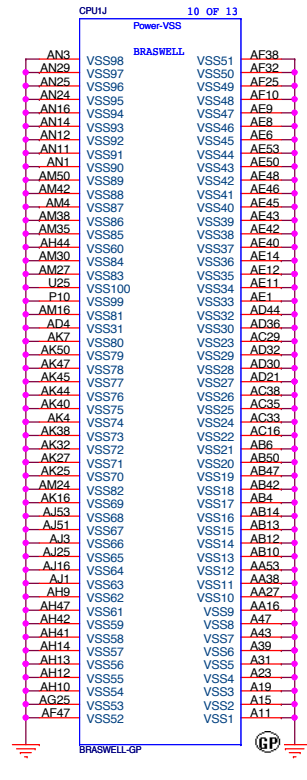 CPU1J 10 OF 13
Power-VSS
BRASWELL
AN3 VSS98 VSS51 AF38
AN29 VSS97 VSS50 AF32
AN25 VSS96 VSS49 AF25
AN24 VSS95 VSS48 AF10
AN16 VSS94 VSS47 AE9
AN14 VSS93 VSS46 AE8
AN12 VSS92 VSS45 AE6
AN11 VSS91 VSS44 AE53
AN1 VSS90 VSS43 AE50
AM50 VSS89 VSS42 AE48
AM42 VSS88 VSS41 AE46
AM4 VSS87 VSS40 AE45
AM38 VSS86 VSS39 AE43
AM35 VSS85 VSS38 AE42
AH44 VSS60 VSS37 AE40
AM30 VSS84 VSS36 AE14
AM27 VSS83 VSS35 AE12
U25 VSS100 VSS34 AE11
P10 VSS99 VSS33 AE1
AM16 VSS81 VSS32 AD44
AD4 VSS31 VSS30 AD36
AK7 VSS80 VSS23 AC29
AK50 VSS79 VSS29 AD32
AK47 VSS78 VSS28 AD30
AK45 VSS77 VSS27 AD21
AK44 VSS76 VSS26 AC38
AK40 VSS75 VSS25 AC35
AK4 VSS74 VSS24 AC33
AK38 VSS73 VSS22 AC16
AK32 VSS72 VSS21 AB6
AK27 VSS71 VSS20 AB50
AK25 VSS70 VSS19 AB47
AM24 VSS82 VSS18 AB42
AK16 VSS69 VSS17 AB4
AJ53 VSS68 VSS16 AB14
AJ51 VSS67 VSS15 AB13
AJ3 VSS66 VSS14 AB12
AJ25 VSS65 VSS13 AB10
AJ16 VSS64 VSS12 AA53
AJ1 VSS63 VSS11 AA38
AH9 VSS62 VSS10 AA27
AH47 VSS61 VSS9 AA16
AH42 VSS59 VSS8 A47
AH41 VSS58 VSS7 A43
AH14 VSS57 VSS6 A39
AH13 VSS56 VSS5 A31
AH12 VSS55 VSS4 A23
AH10 VSS54 VSS3 A19
AG25 VSS53 VSS2 A15
AF47 VSS52 VSS1 A11
GP
BRASWELL-GP